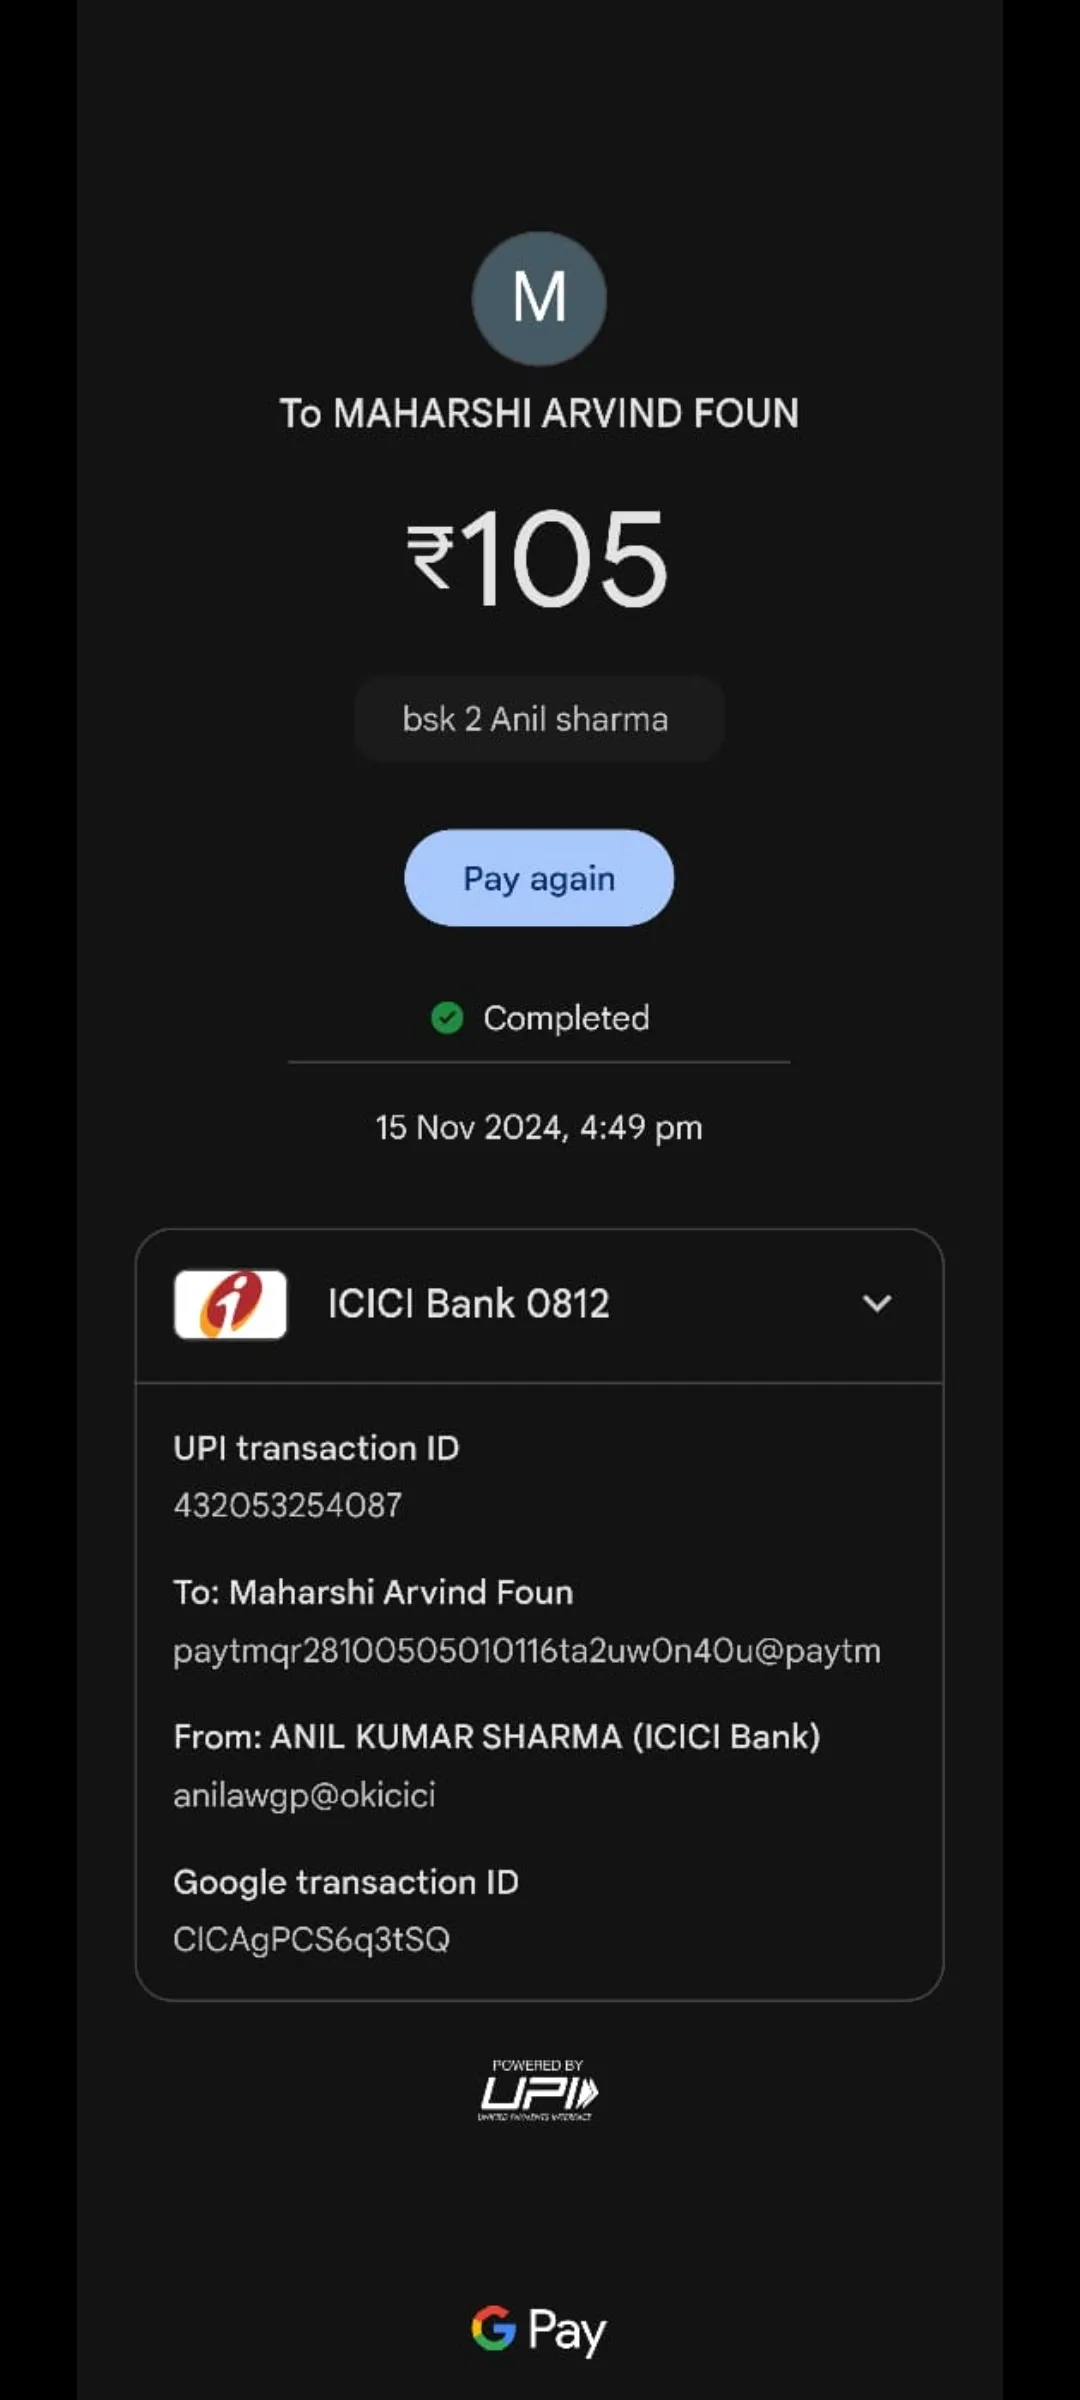 M
To MAHARSHI ARVIND FOUN
₹105
bsk 2 Anil sharma
Pay again
Completed
15 Nov 2024, 4:49 pm
ICICI Bank 0812
UPI transaction ID
432053254087
To: Maharshi Arvind Foun
paytmqr28100505010116ta2uw0n40u@paytm
From: ANIL KUMAR SHARMA (ICICI Bank)
anilawgp@okicici
Google transaction ID
CICAgPCS6q3tSQ
POWERED BY
UPI
UNIFIED PAYMENTS INTERFACE
G Pay